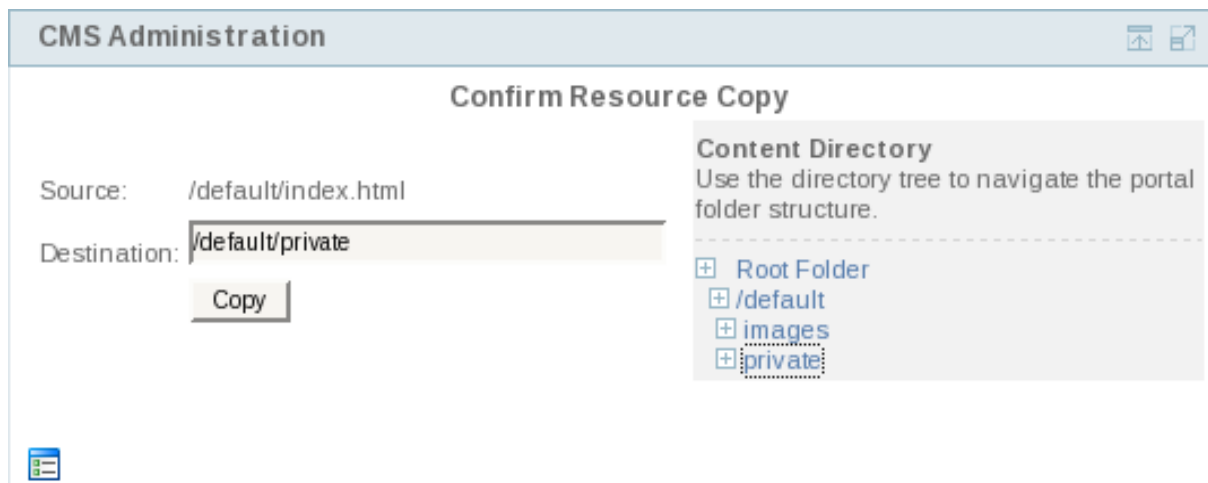 CMS Administration
Confirm Resource Copy
Source: /default/index.html
Destination: /default/private
Copy
Content Directory
Use the directory tree to navigate the portal
folder structure.
Root Folder
/default
images
private